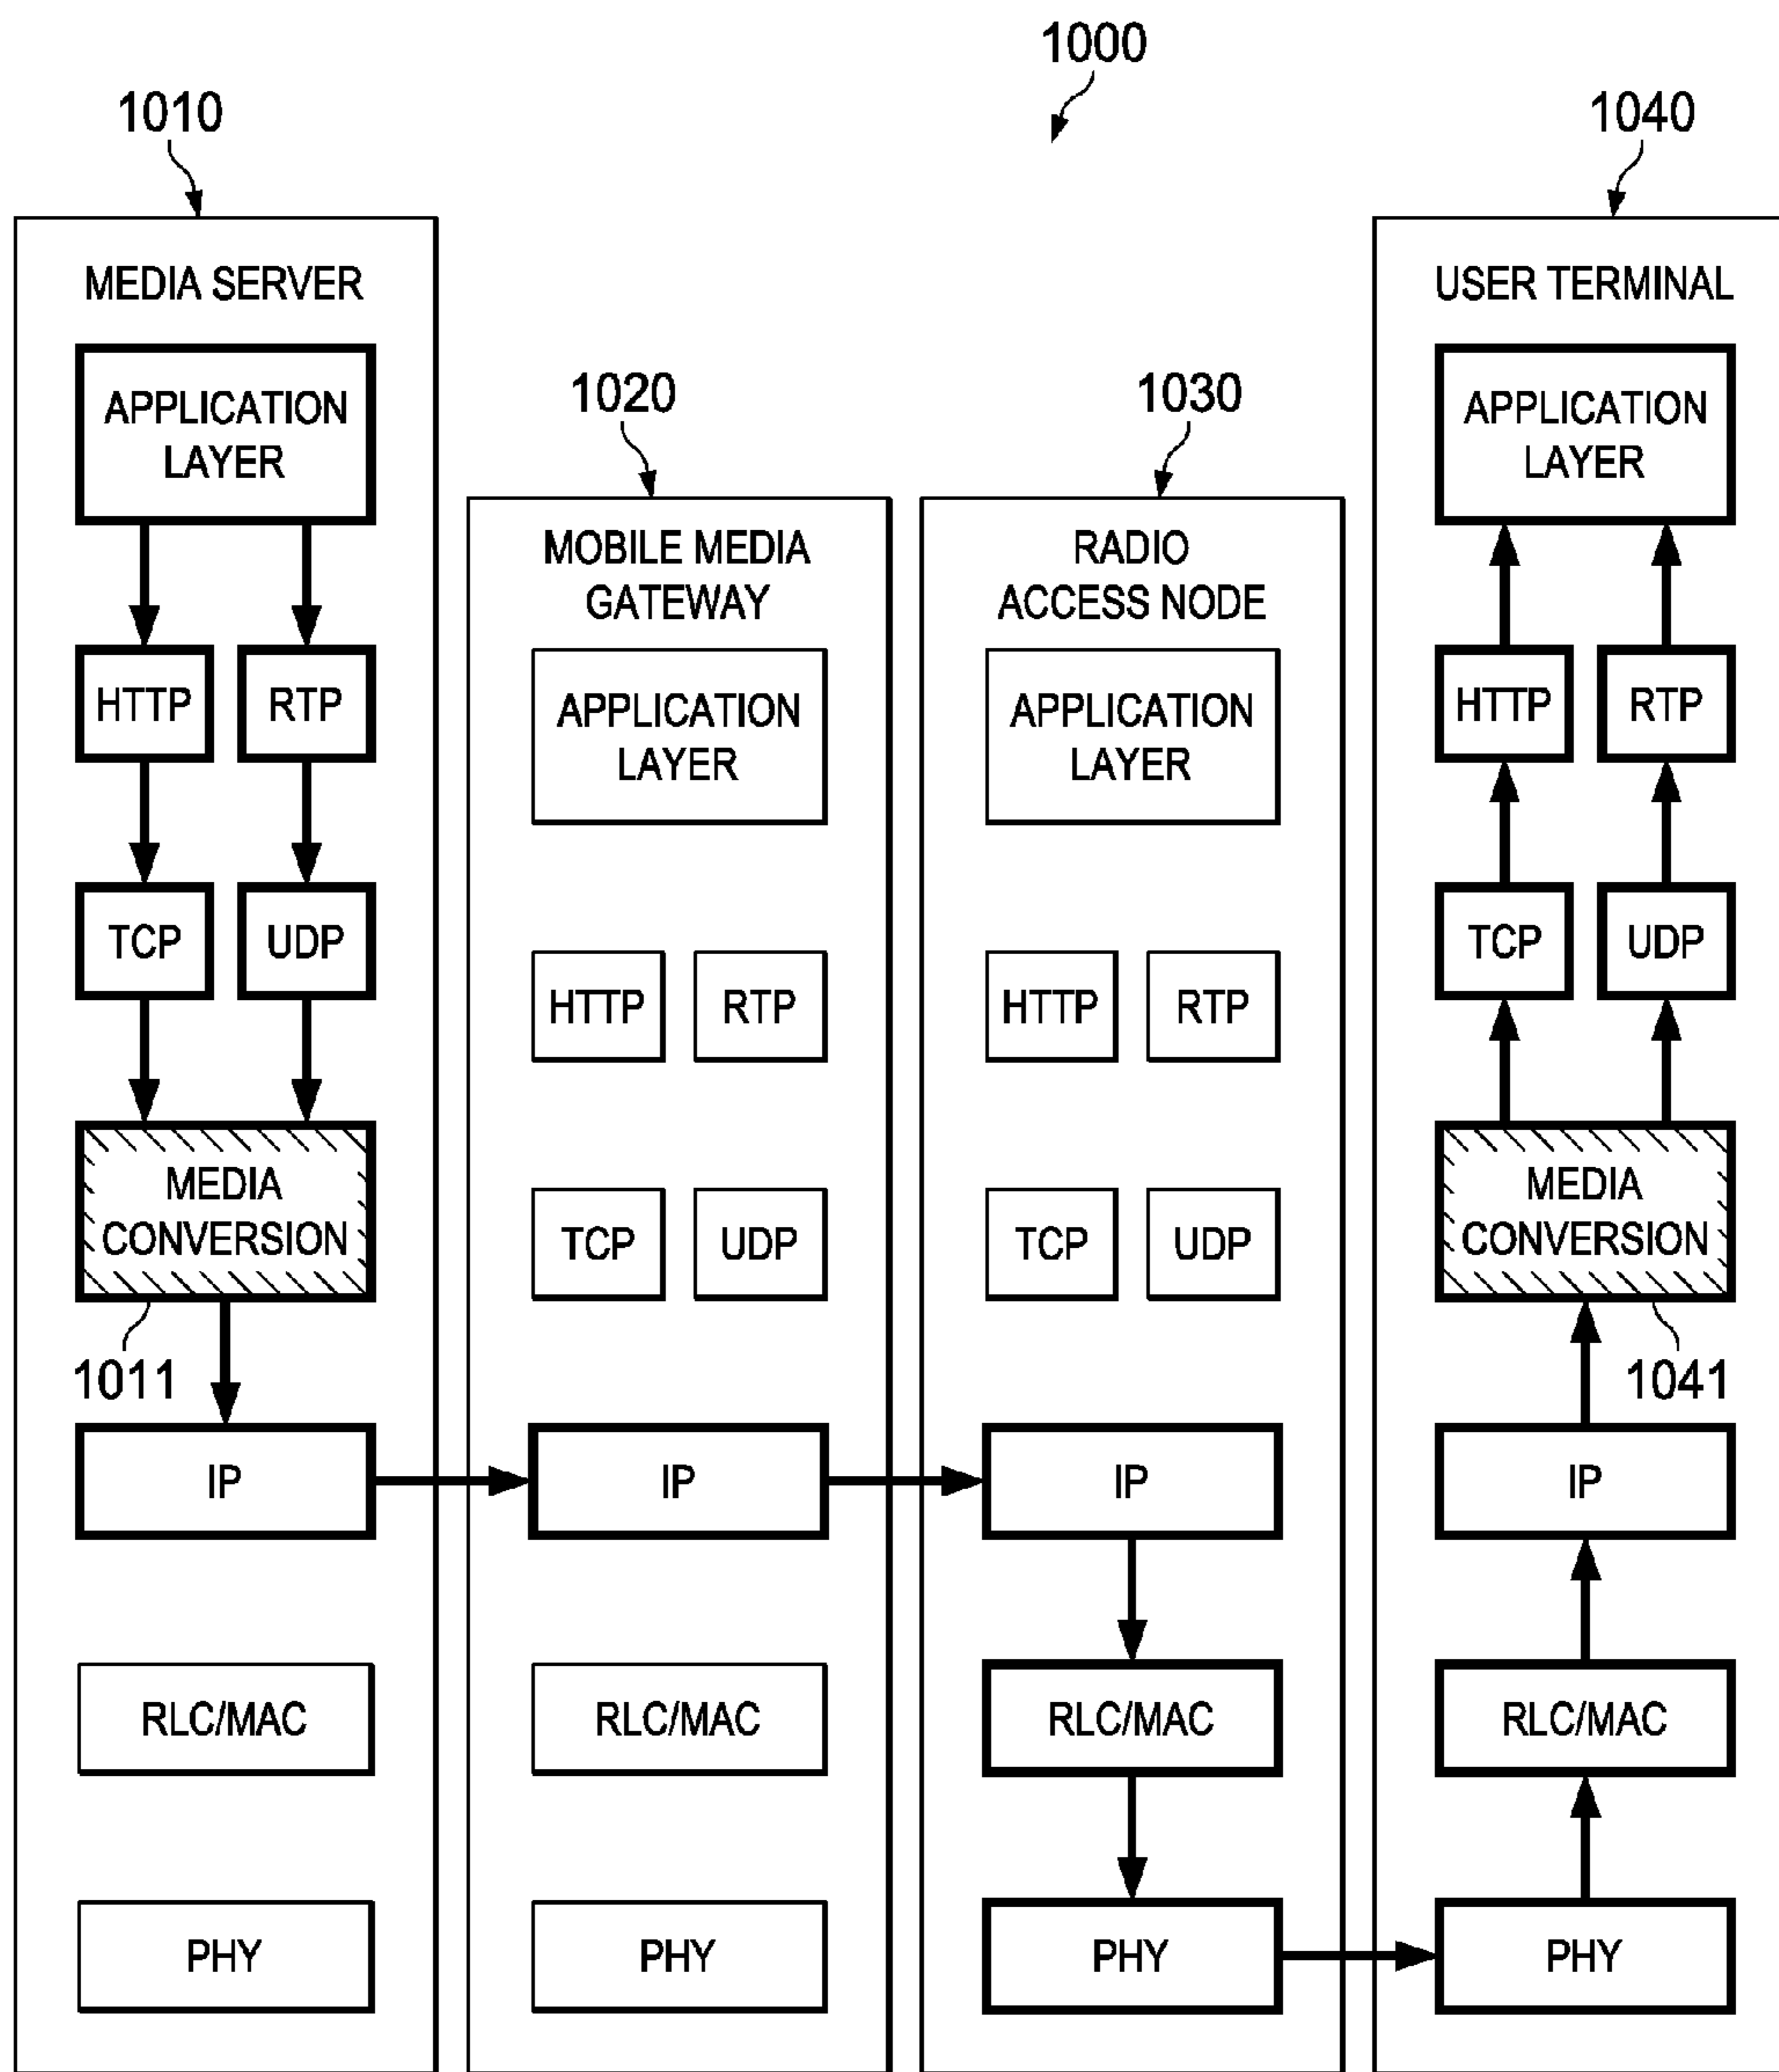 1000
1010
1040
MEDIA SERVER
APPLICATION
LAYER
HTTP
RTP
TCP
UDP
MEDIA
CONVERSION
1011
IP
RLC/MAC
PHY
1020
MOBILE MEDIA
GATEWAY
APPLICATION
LAYER
HTTP
RTP
TCP
UDP
IP
RLC/MAC
PHY
1030
RADIO
ACCESS NODE
APPLICATION
LAYER
HTTP
RTP
TCP
UDP
IP
RLC/MAC
PHY
USER TERMINAL
APPLICATION
LAYER
HTTP
RTP
TCP
UDP
MEDIA
CONVERSION
1041
IP
RLC/MAC
PHY